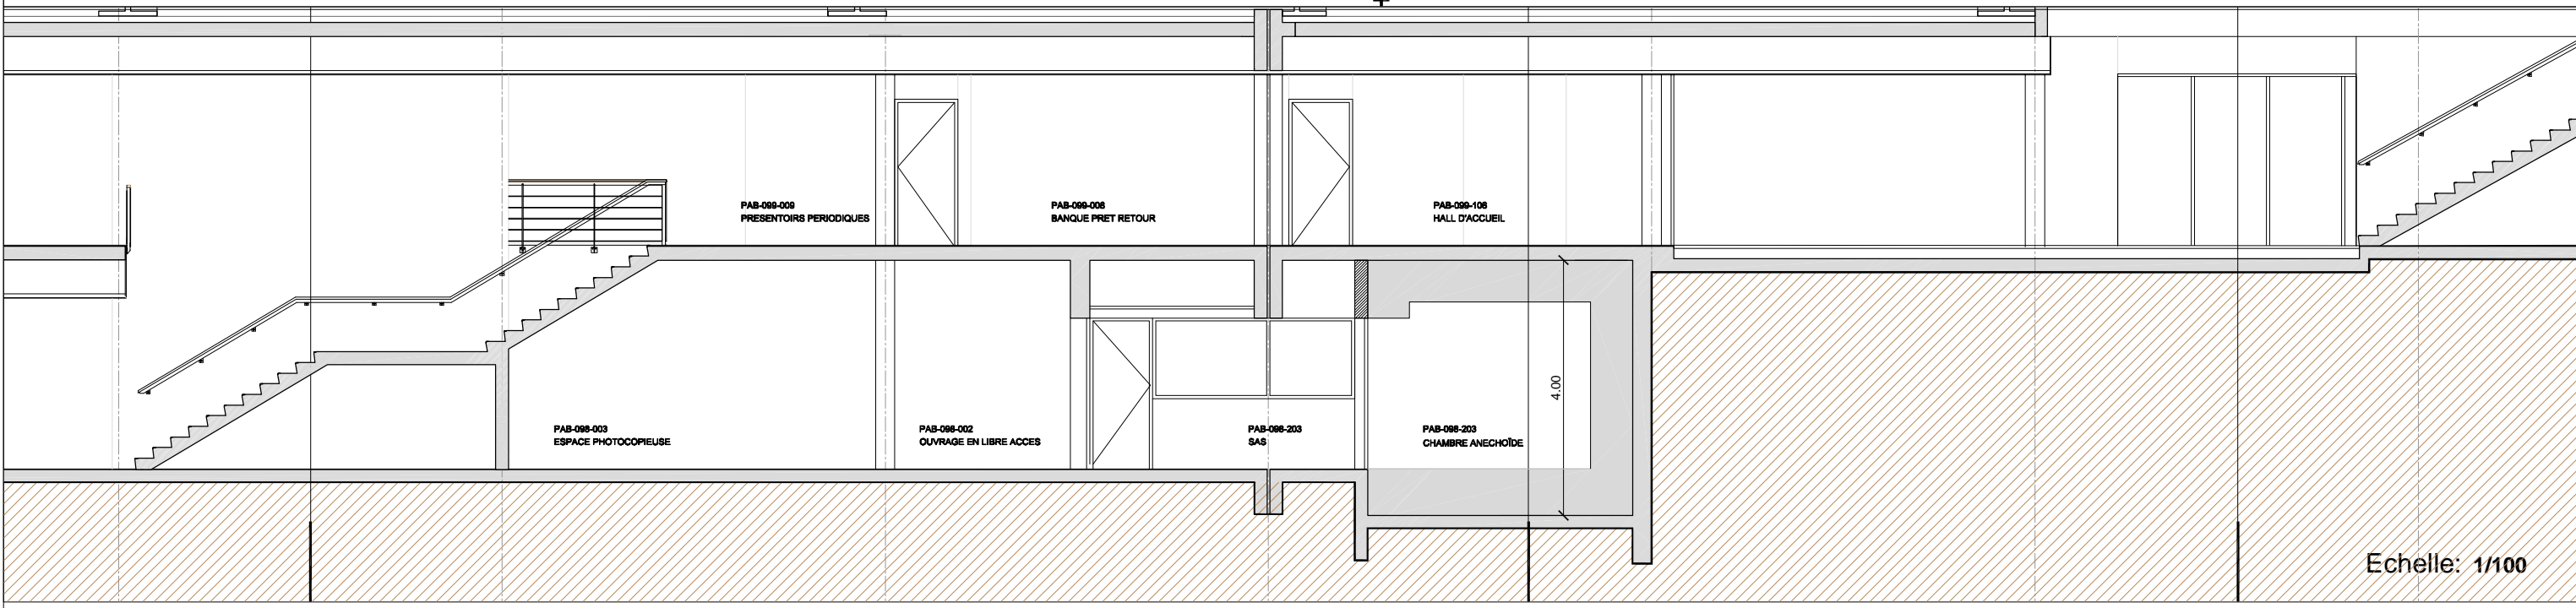 PAB-099-009
PRESENTOIRS PERIODIQUES
PAB-099-008
BANQUE PRET RETOUR
PAB-099-108
HALL D'ACCUEIL
4.00
PAB-098-003
ESPACE PHOTOCOPIEUSE
PAB-098-002
OUVRAGE EN LIBRE ACCES
PAB-098-203
SAS
PAB-098-203
CHAMBRE ANECHOÏDE
Echelle: 1/100